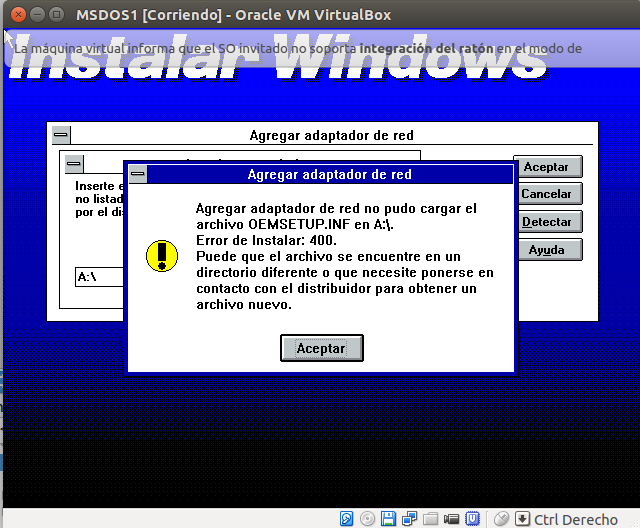 MSDOS1 [Corriendo] - Oracle VM VirtualBox
La máquina virtual informa que el SO invitado no soporta integración del ratón en el modo de
Instalar Windows
Agregar adaptador de red
Inserte e
no listad
por el di
A:\
Aceptar
Cancelar
Detectar
Ayuda
Agregar adaptador de red
Agregar adaptador de red no pudo cargar el
archivo OEMSETUP.INF en A:\.
Error de Instalar: 400.
Puede que el archivo se encuentre en un
directorio diferente o que necesite ponerse en
contacto con el distribuidor para obtener un
archivo nuevo.
Aceptar
Ctrl Derecho